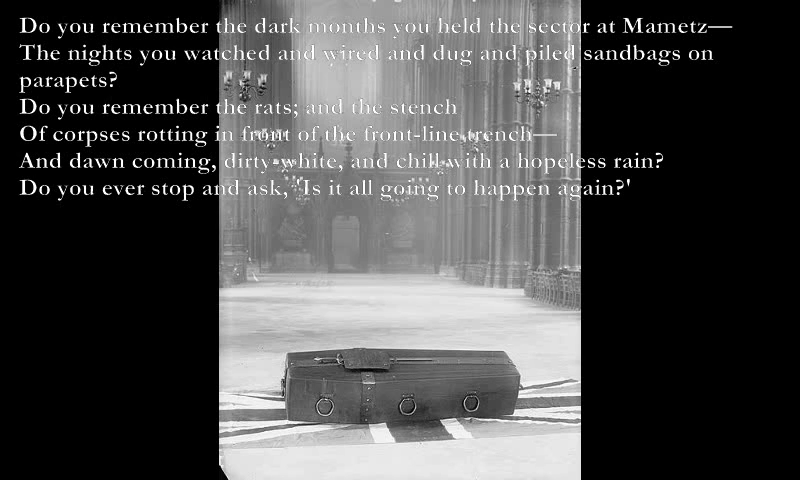 Do you remember the dark months you held the sector at Mametz—
The nights you watched and wired and dug and piled sandbags on
parapets?
Do you remember the rats; and the stench
Of corpses rotting in front of the front-line trench—
And dawn coming, dirty-white, and chill with a hopeless rain?
Do you ever stop and ask, 'Is it all going to happen again?'